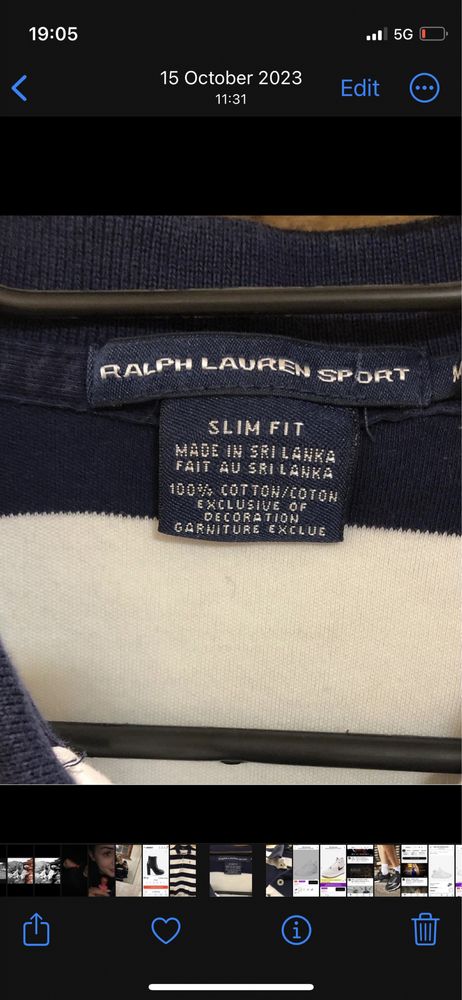 19:05
5G
15 October 2023
11:31
Edit
RALPH LAUREN SPORT
M
SLIM FIT
MADE IN SRI LANKA
FAIT AU SRI LANKA
100% COTTON/COTON
EXCLUSIVE OF
DECORATION
GARNITURE EXCLUE